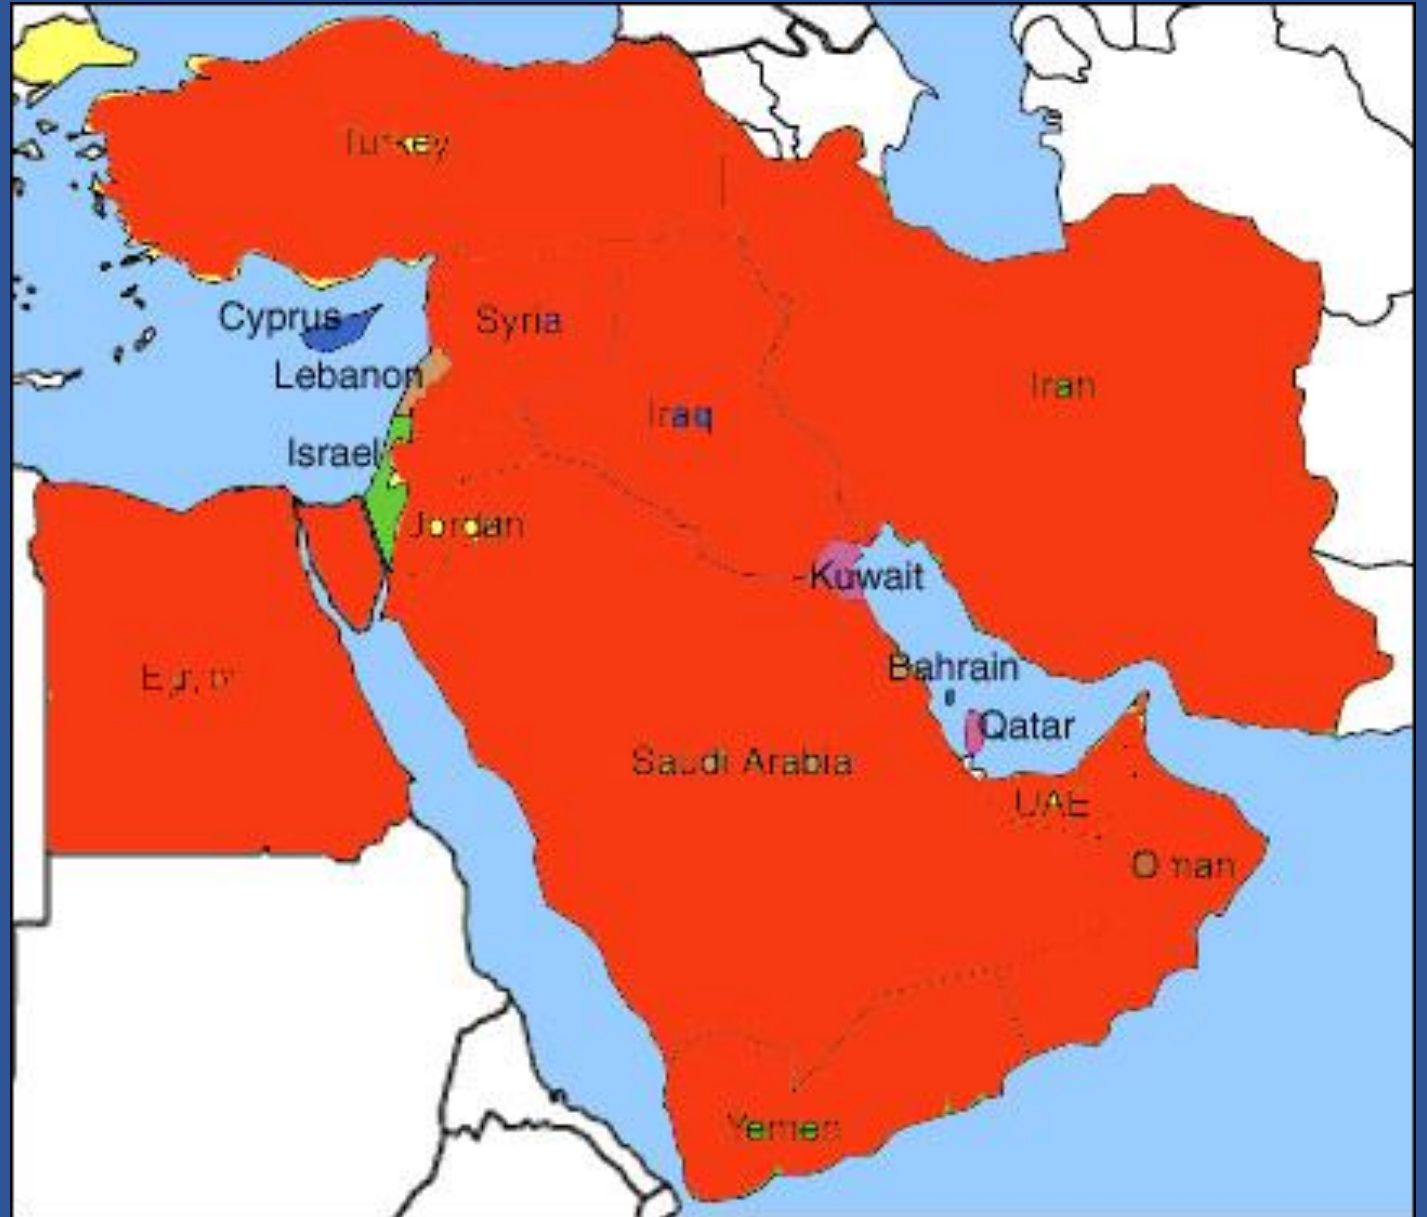 Turkey
Cyprus
Syria
Lebanon
Iran
Iraq
Israel
Jordan
Kuwait
Bahrain
Qatar
Saudi Arabia
UAE
Oman
Yemen